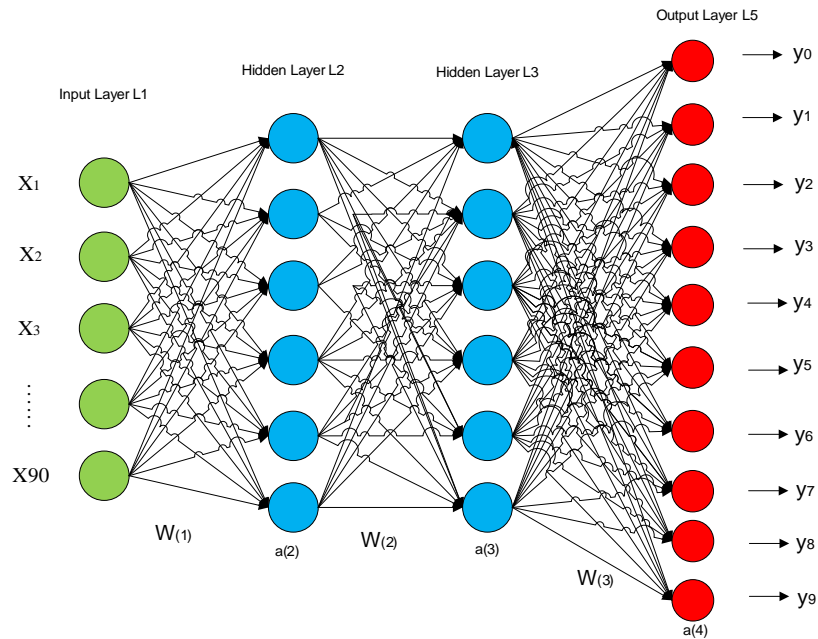 Output Layer L5
Hidden Layer L2
Hidden Layer L3
Input Layer L1
X1
X2
X3
......
X90
y0
y1
y2
y3
y4
y5
y6
y7
y8
y9
W(1)
a(2)
W(2)
a(3)
W(3)
a(4)